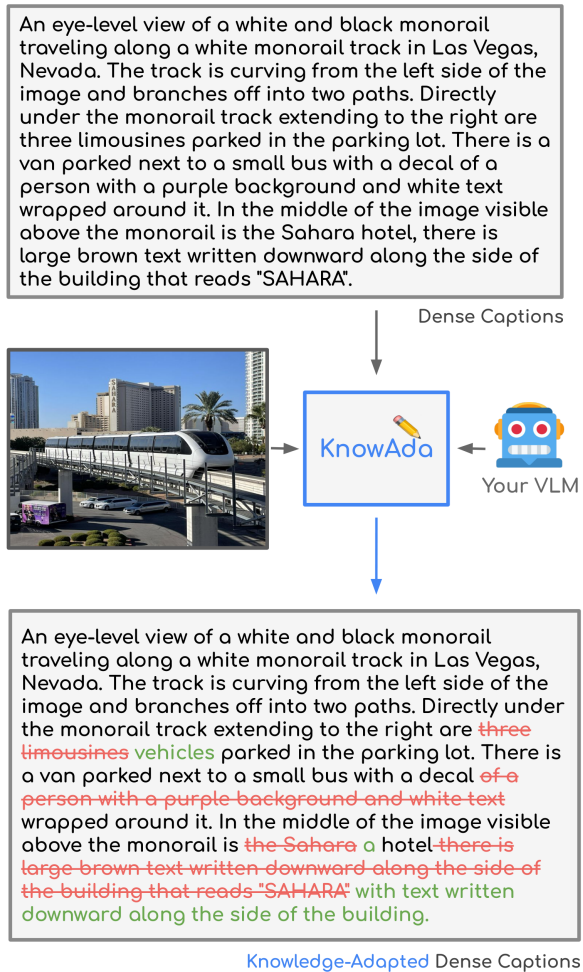 An eye-level view of a white and black monorail
traveling along a white monorail track in Las Vegas,
Nevada. The track is curving from the left side of the
image and branches off into two paths. Directly
under the monorail track extending to the right are
three limousines parked in the parking lot. There is a
van parked next to a small bus with a decal of a
person with a purple background and white text
wrapped around it. In the middle of the image visible
above the monorail is the Sahara hotel, there is
large brown text written downward along the side of
the building that reads "SAHARA".
Dense Captions
SAHARA
KnowAda
Your VLM
An eye-level view of a white and black monorail
traveling along a white monorail track in Las Vegas,
Nevada. The track is curving from the left side of the
image and branches off into two paths. Directly under
the monorail track extending to the right are three
limousines vehicles parked in the parking lot. There is
a van parked next to a small bus with a decal of a
person with a purple background and white text
wrapped around it. In the middle of the image visible
above the monorail is the Sahara a hotel there is
large brown text written downward along the side of
the building that reads "SAHARA" with text written
downward along the side of the building.
Knowledge-Adapted Dense Captions